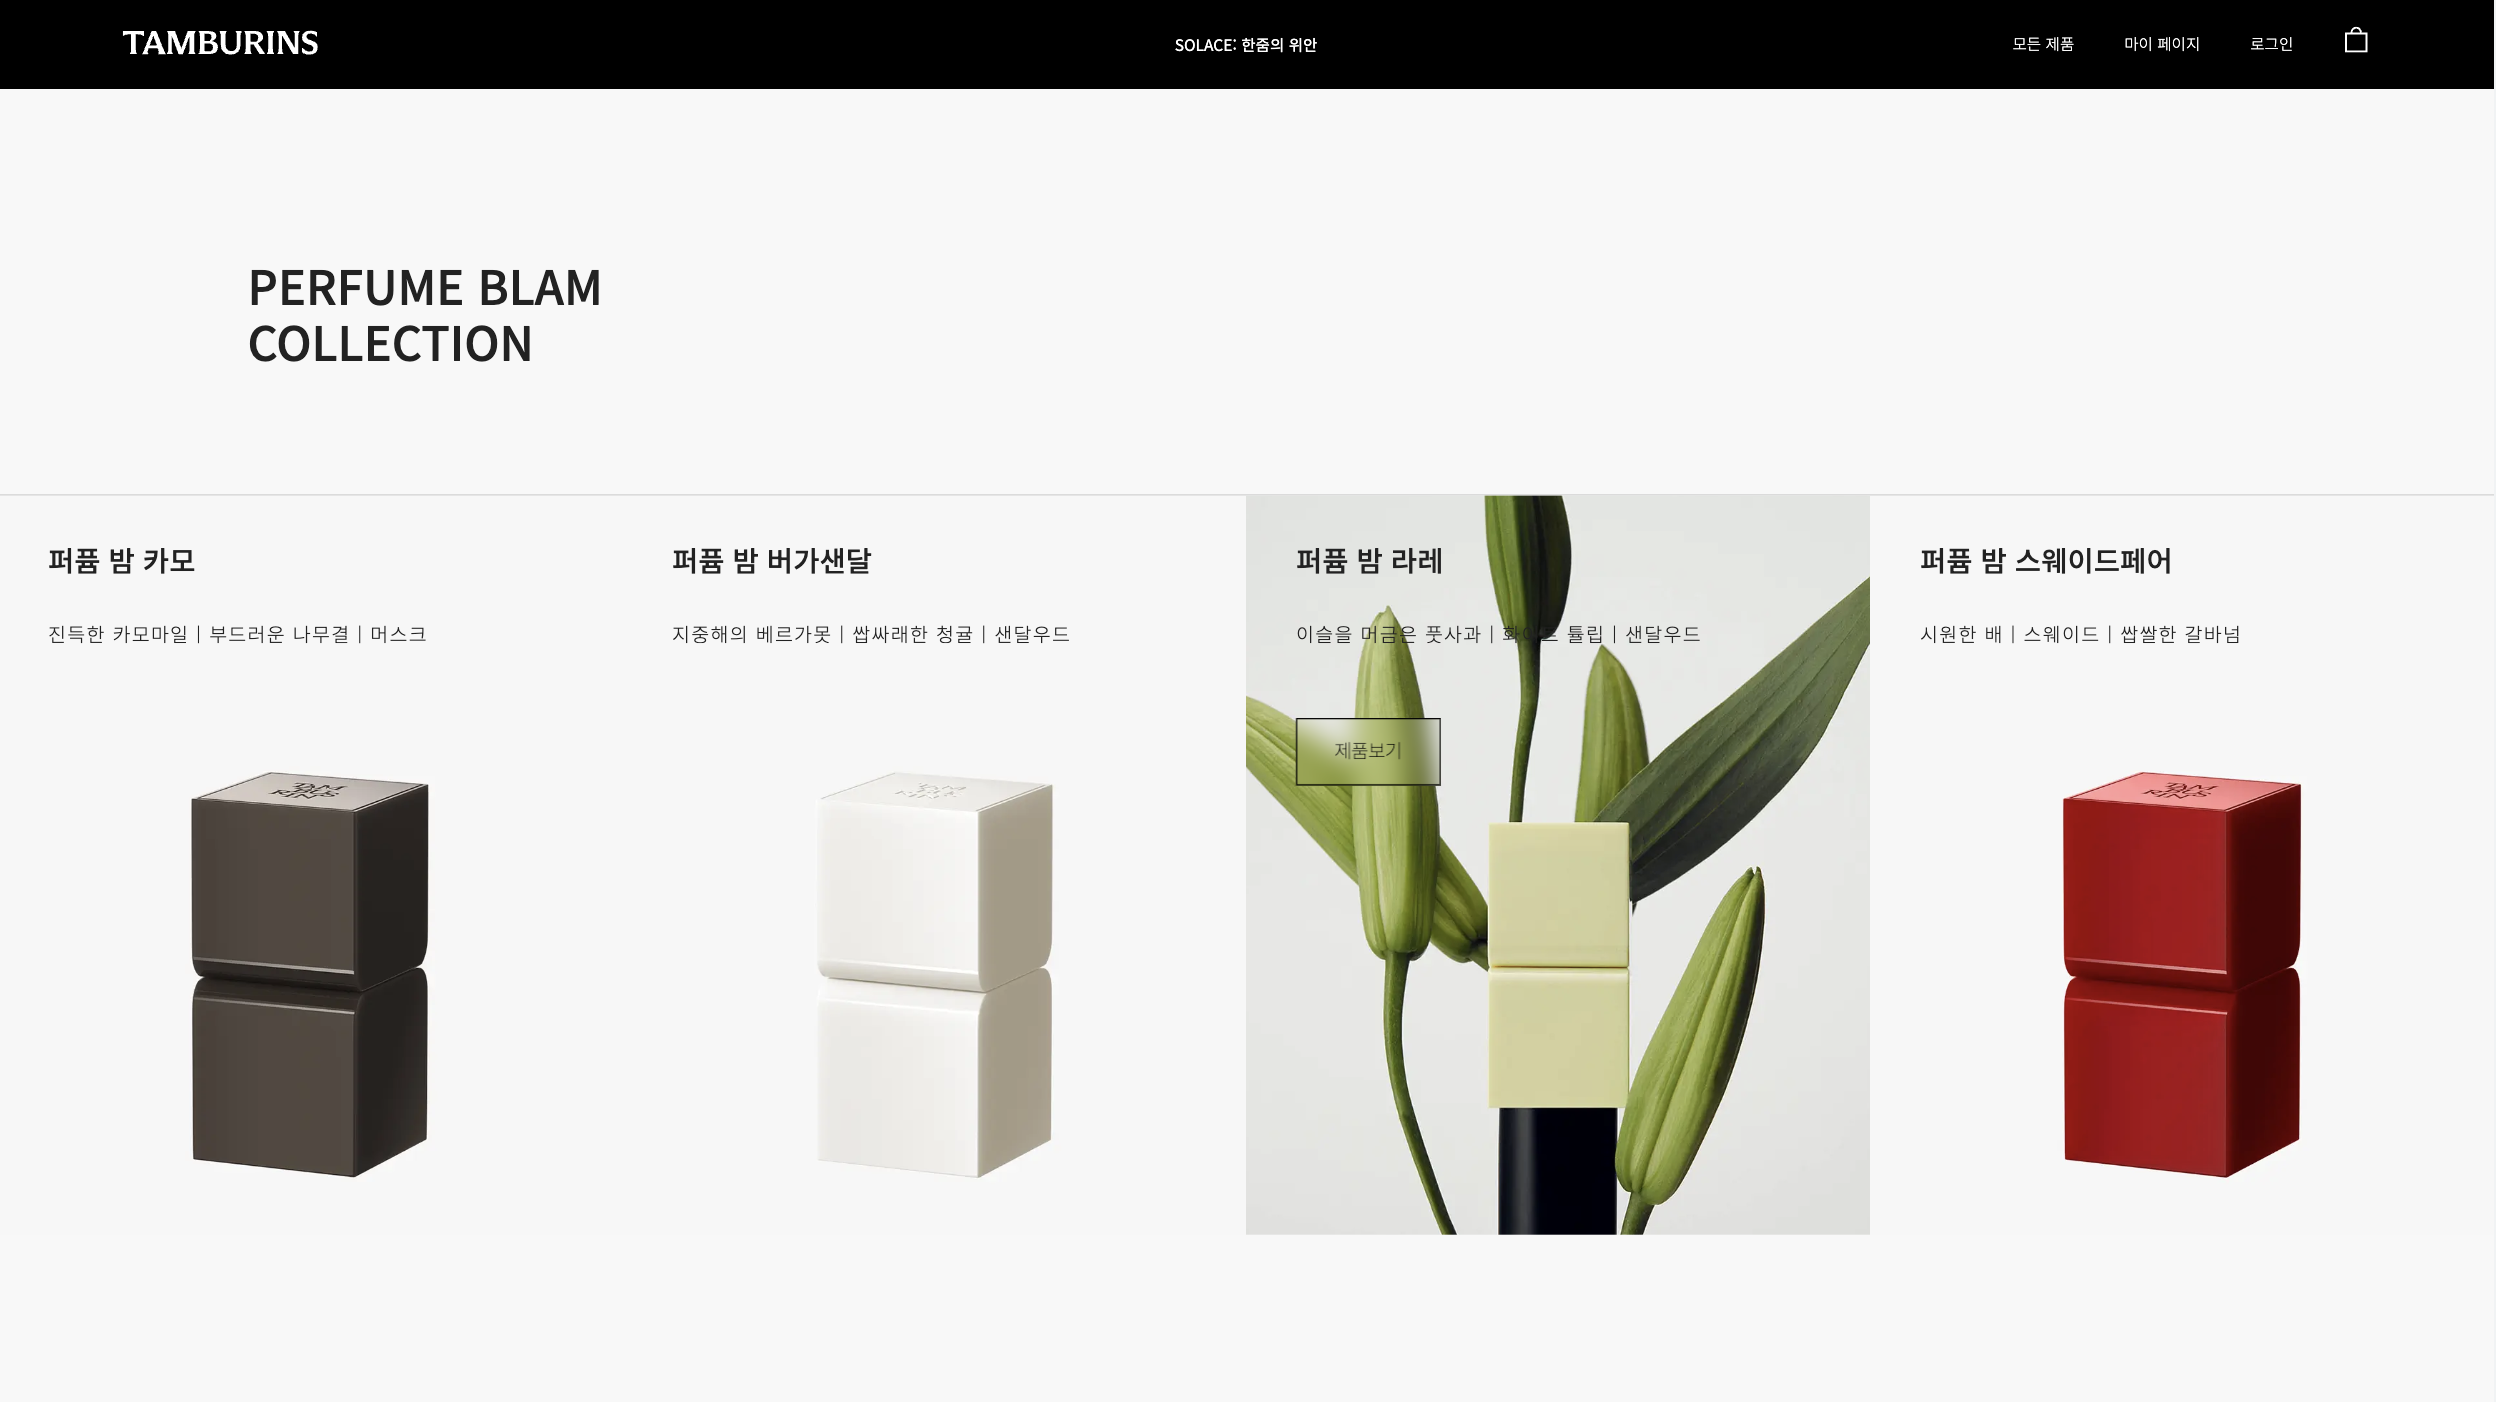 TAMBURINS
SOLACE: 한줌의 위안
모든 제품
마이 페이지
로그인
PERFUME BLAM
COLLECTION
퍼퓸 밤 카모
진득한 카모마일 | 부드러운 나무결 | 머스크
퍼퓸 밤 버가샌달
지중해의 베르가못 | 쌉싸래한 청귤 | 샌달우드
퍼퓸 밤 라레
이슬을 머금은 풋사과 | 화이트 튤립 | 샌달우드
제품보기
퍼퓸 밤 스웨이드페어
시원한 배 | 스웨이드 | 쌉쌀한 갈바넘